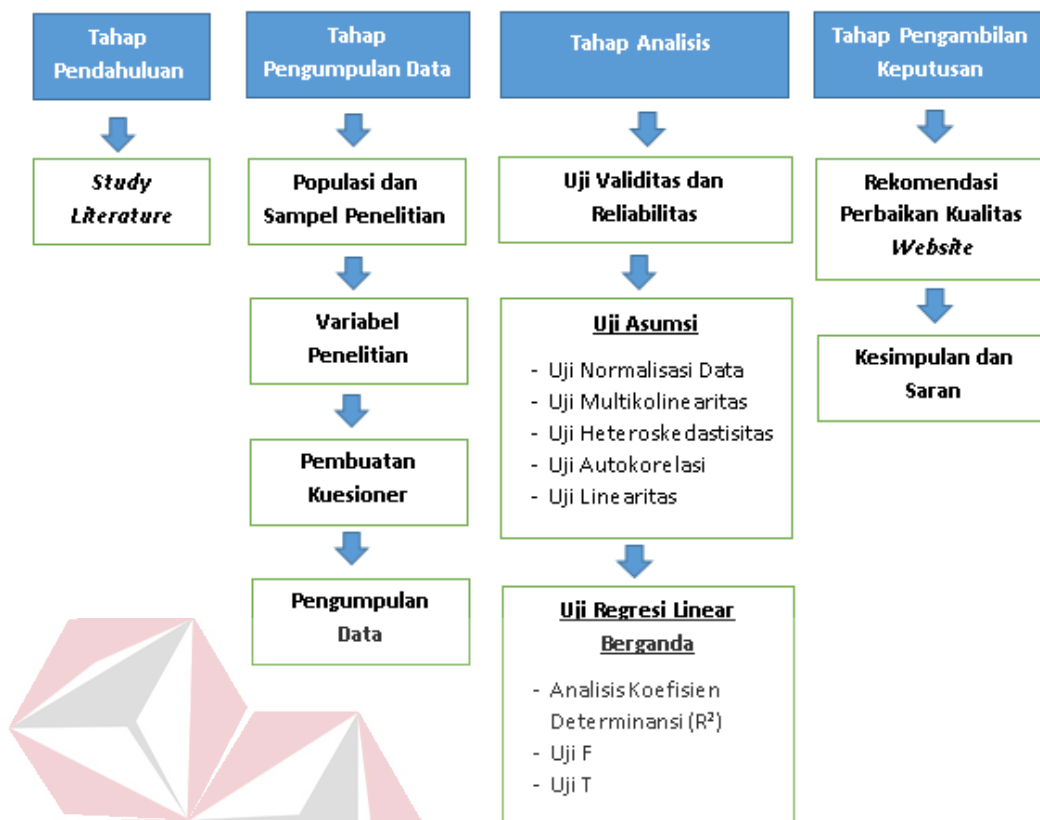 Tahap
Pendahuluan
Study
Literature
Tahap
Pengumpulan Data
Populasi dan
Sampel Penelitian
Variabel
Penelitian
Pembuatan
Kuesioner
Pengumpulan
Data
Tahap Analisis
Uji Validitas dan
Reliabilitas
Uji Asumsi
- Uji Normalisasi Data
- Uji Multikolinearitas
- Uji Heteroskedastisitas
- Uji Autokorelasi
- Uji Linearitas
Uji Regresi Linear
Berganda
- Analisis Koefisien
Determinansi (R²)
- Uji F
- Uji T
Tahap Pengambilan
Keputusan
Rekomendasi
Perbaikan Kualitas
Website
Kesimpulan dan
Saran